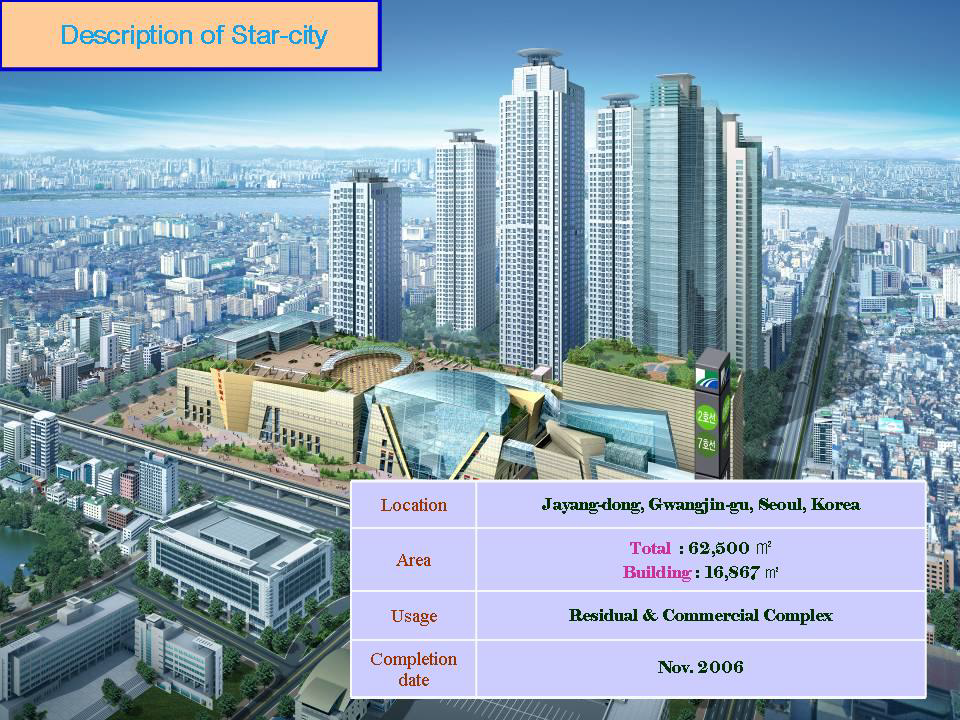 Description of Star-city
2호선
7호선
Location
Jayang-dong, Gwangjin-gu, Seoul, Korea
Area
Total : 62,500 ㎡
Building : 16,867 ㎡
Usage
Residual & Commercial Complex
Completion
date
Nov. 2006